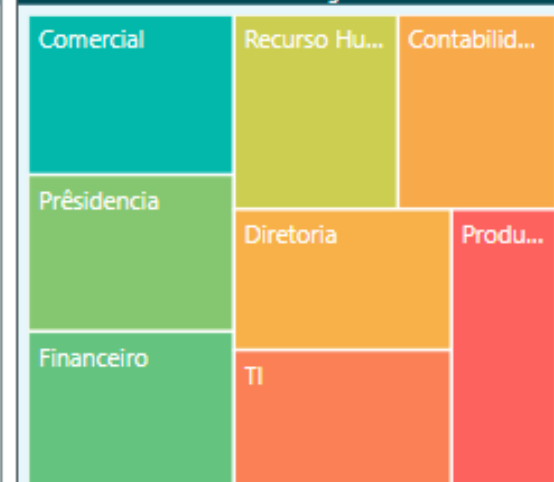 Comercial
Recurso Hu...
Contabilid...
Prêsidencia
Diretoria
Produ...
Financeiro
TI